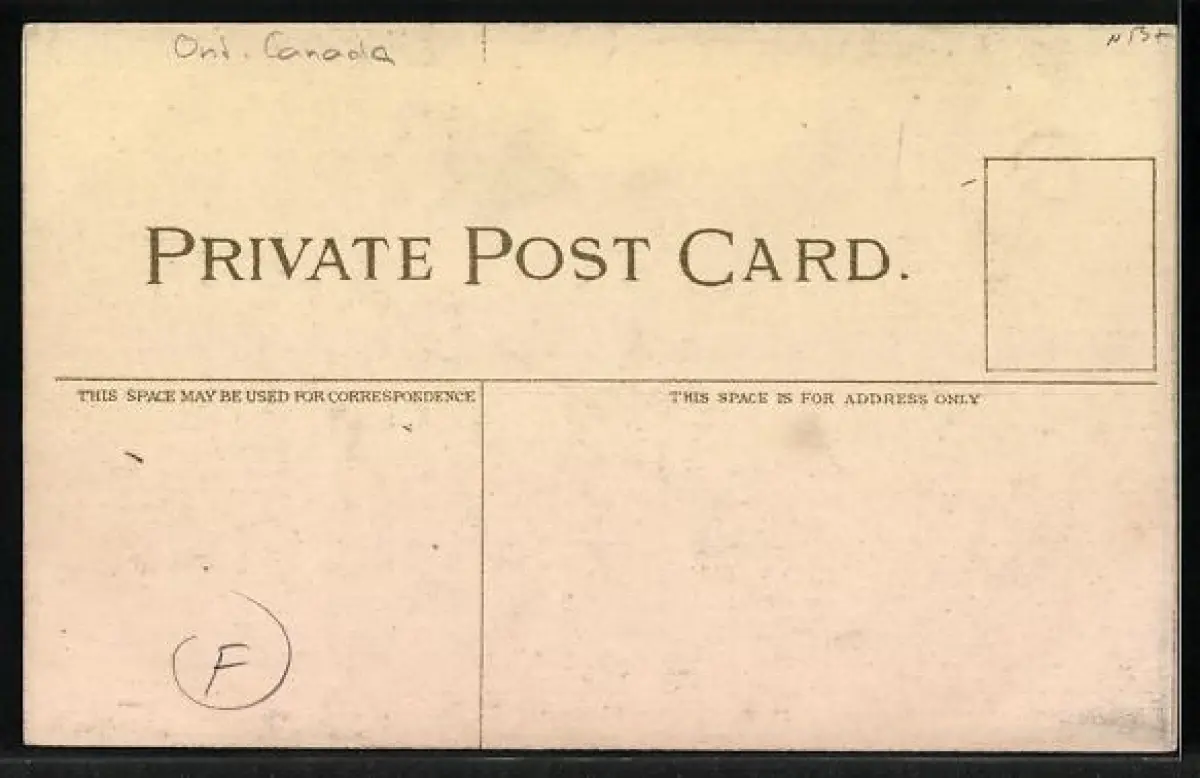 Ont. Canada
PRIVATE POST CARD.
THIS SPACE MAY BE USED FOR CORRESPONDENCE
THIS SPACE IS FOR ADDRESS ONLY
F